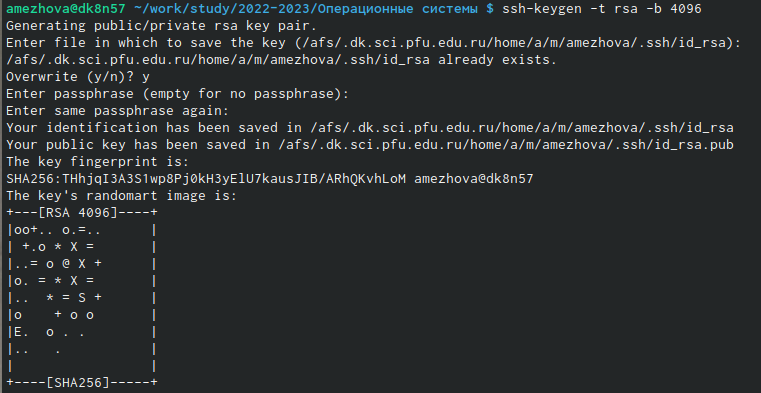 amezhova@dk8n57 ~/work/study/2022-2023/Операционные системы $ ssh-keygen -t rsa -b 4096
Generating public/private rsa key pair.
Enter file in which to save the key (/afs/.dk.sci.pfu.edu.ru/home/a/m/amezhova/.ssh/id_rsa):
/afs/.dk.sci.pfu.edu.ru/home/a/m/amezhova/.ssh/id_rsa already exists.
Overwrite (y/n)? y
Enter passphrase (empty for no passphrase):
Enter same passphrase again:
Your identification has been saved in /afs/.dk.sci.pfu.edu.ru/home/a/m/amezhova/.ssh/id_rsa
Your public key has been saved in /afs/.dk.sci.pfu.edu.ru/home/a/m/amezhova/.ssh/id_rsa.pub
The key fingerprint is:
SHA256:THhjqI3A3S1wp8Pj0kH3yElU7kausJIB/ARhQKvhLoM amezhova@dk8n57
The key's randomart image is:
+---[RSA 4096]----+
|oo+.. o.=..      |
| +.o * X =       |
|..= o @ X +      |
|o. = * X =       |
|..  * = S +      |
|o    + o o       |
|E.  o . .        |
|..   .           |
|                 |
+----[SHA256]-----+